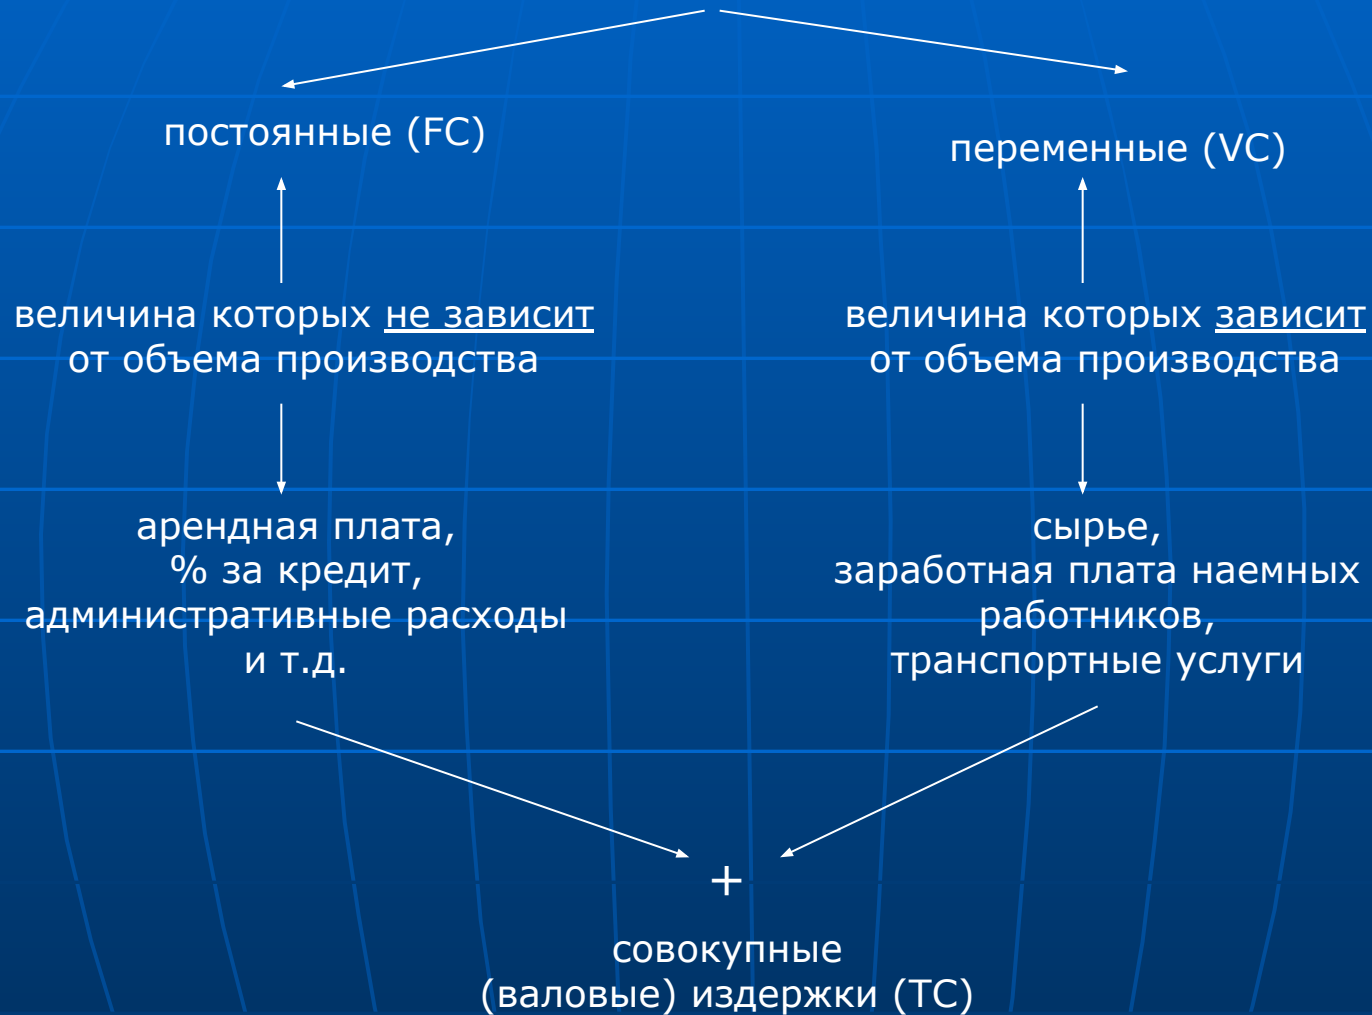 постоянные (FC)
переменные (VC)
величина которых не зависит
от объема производства
величина которых зависит
от объема производства
арендная плата,
% за кредит,
административные расходы
и т.д.
сырье,
заработная плата наемных
работников,
транспортные услуги
+
совокупные
(валовые) издержки (TC)